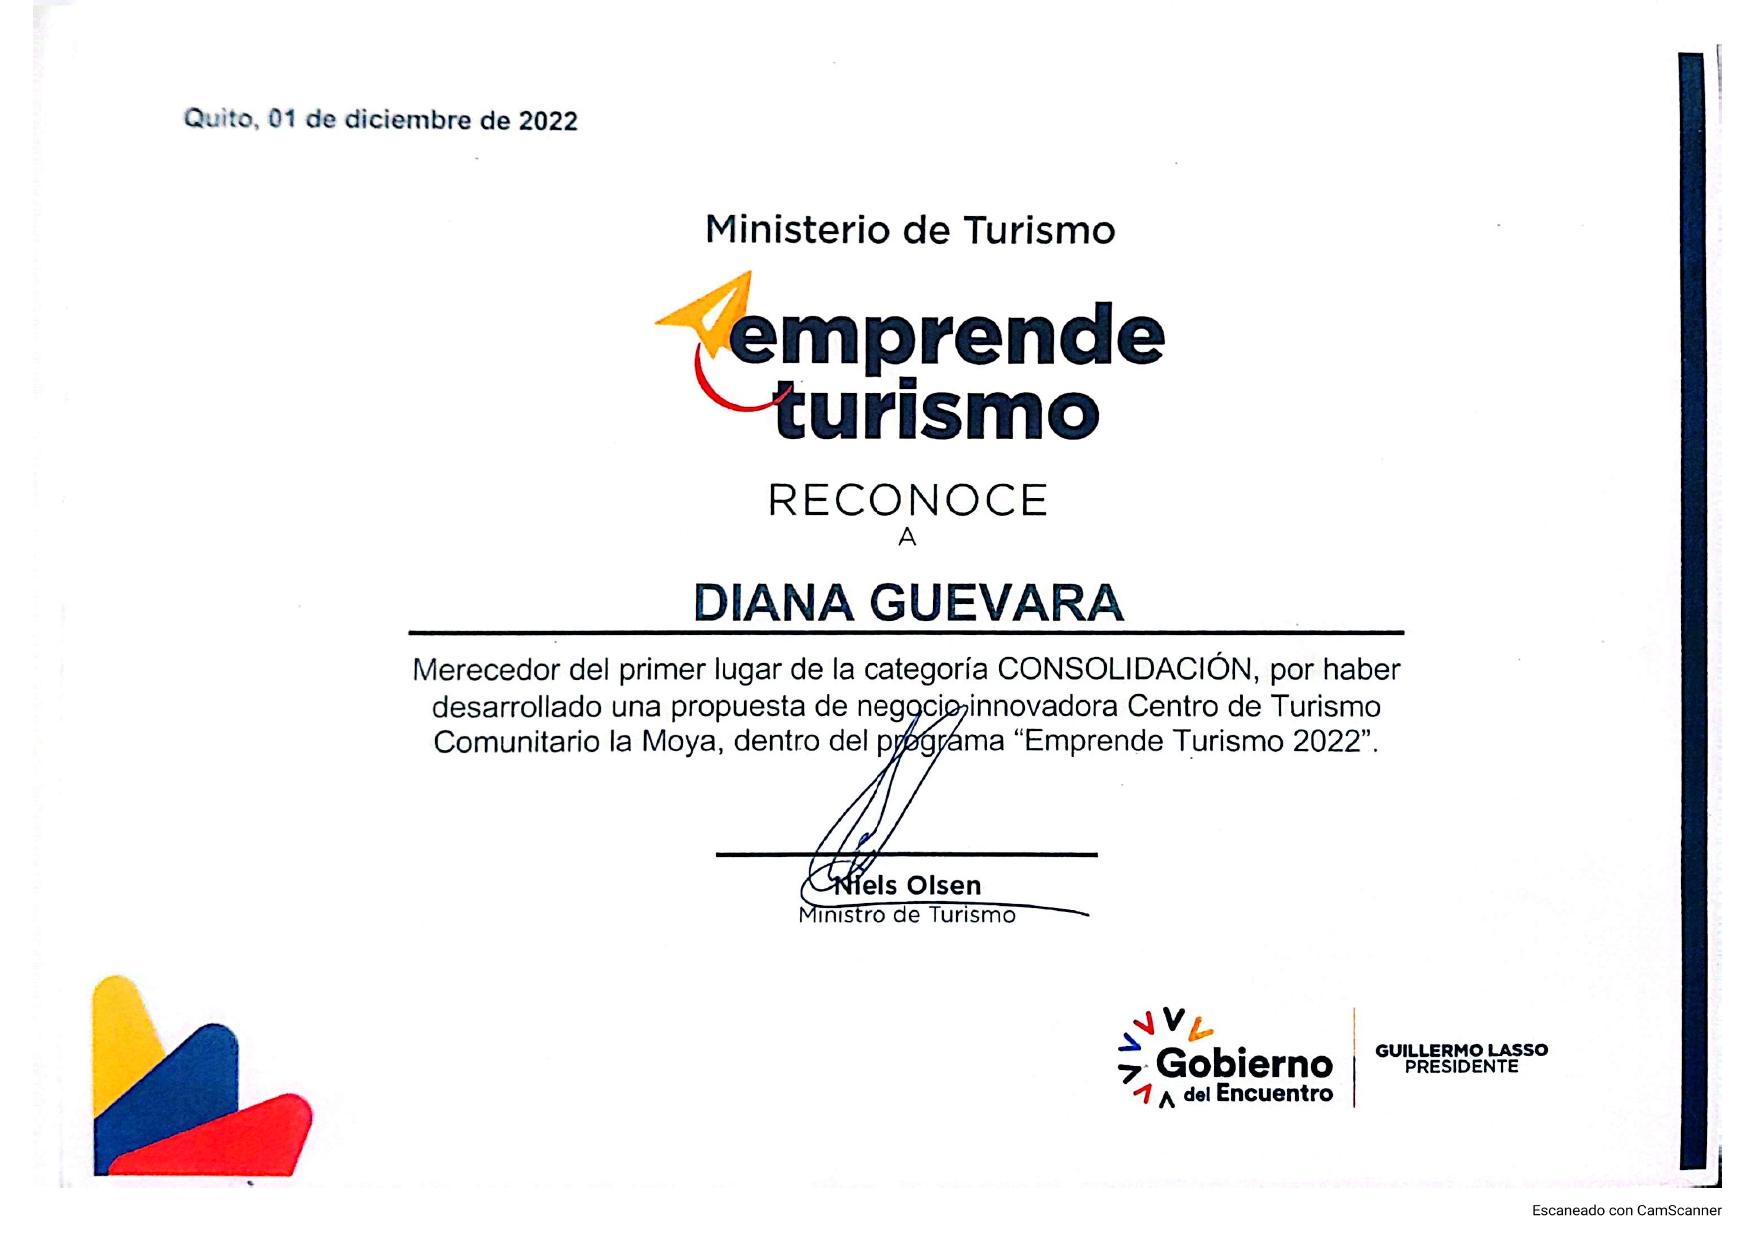 Quito, 01 de diciembre de 2022
Ministerio de Turismo
emprende
turismo
RECONOCE
A
DIANA GUEVARA
Merecedor del primer lugar de la categoría CONSOLIDACIÓN, por haber
desarrollado una propuesta de negocio innovadora Centro de Turismo
Comunitario la Moya, dentro del programa “Emprende Turismo 2022”.
Niels Olsen
Ministro de Turismo
Gobierno
del Encuentro
GUILLERMO LASSO
PRESIDENTE
Escaneado con CamScanner